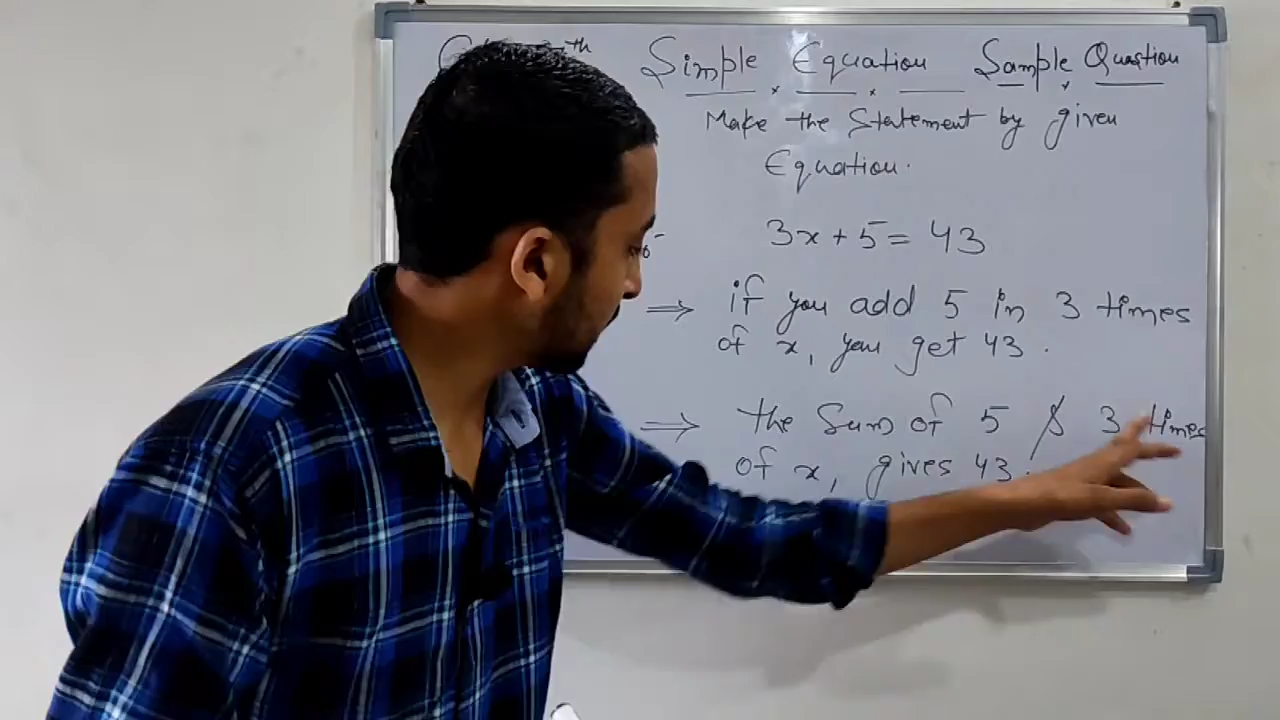 th Simple Equation Sample Question
Make the Statement by given
Equation.
3x + 5 = 43
⇒ if you add 5 in 3 times
of x, you get 43.
⇒ the Sum of 5 & 3 times
of x, gives 43.